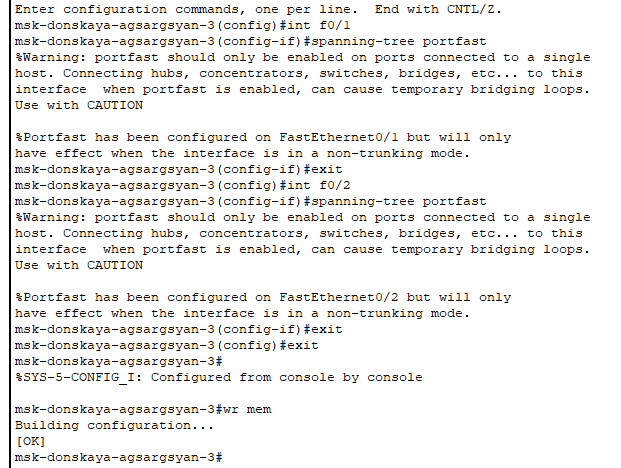 Enter configuration commands, one per line.  End with CNTL/Z.
msk-donskaya-agsargsyan-3(config)#int f0/1
msk-donskaya-agsargsyan-3(config-if)#spanning-tree portfast
%Warning: portfast should only be enabled on ports connected to a single
host. Connecting hubs, concentrators, switches, bridges, etc... to this
interface  when portfast is enabled, can cause temporary bridging loops.
Use with CAUTION

%Portfast has been configured on FastEthernet0/1 but will only
have effect when the interface is in a non-trunking mode.
msk-donskaya-agsargsyan-3(config-if)#exit
msk-donskaya-agsargsyan-3(config)#int f0/2
msk-donskaya-agsargsyan-3(config-if)#spanning-tree portfast
%Warning: portfast should only be enabled on ports connected to a single
host. Connecting hubs, concentrators, switches, bridges, etc... to this
interface  when portfast is enabled, can cause temporary bridging loops.
Use with CAUTION

%Portfast has been configured on FastEthernet0/2 but will only
have effect when the interface is in a non-trunking mode.
msk-donskaya-agsargsyan-3(config-if)#exit
msk-donskaya-agsargsyan-3(config)#exit
msk-donskaya-agsargsyan-3#
%SYS-5-CONFIG_I: Configured from console by console

msk-donskaya-agsargsyan-3#wr mem
Building configuration...
[OK]
msk-donskaya-agsargsyan-3#